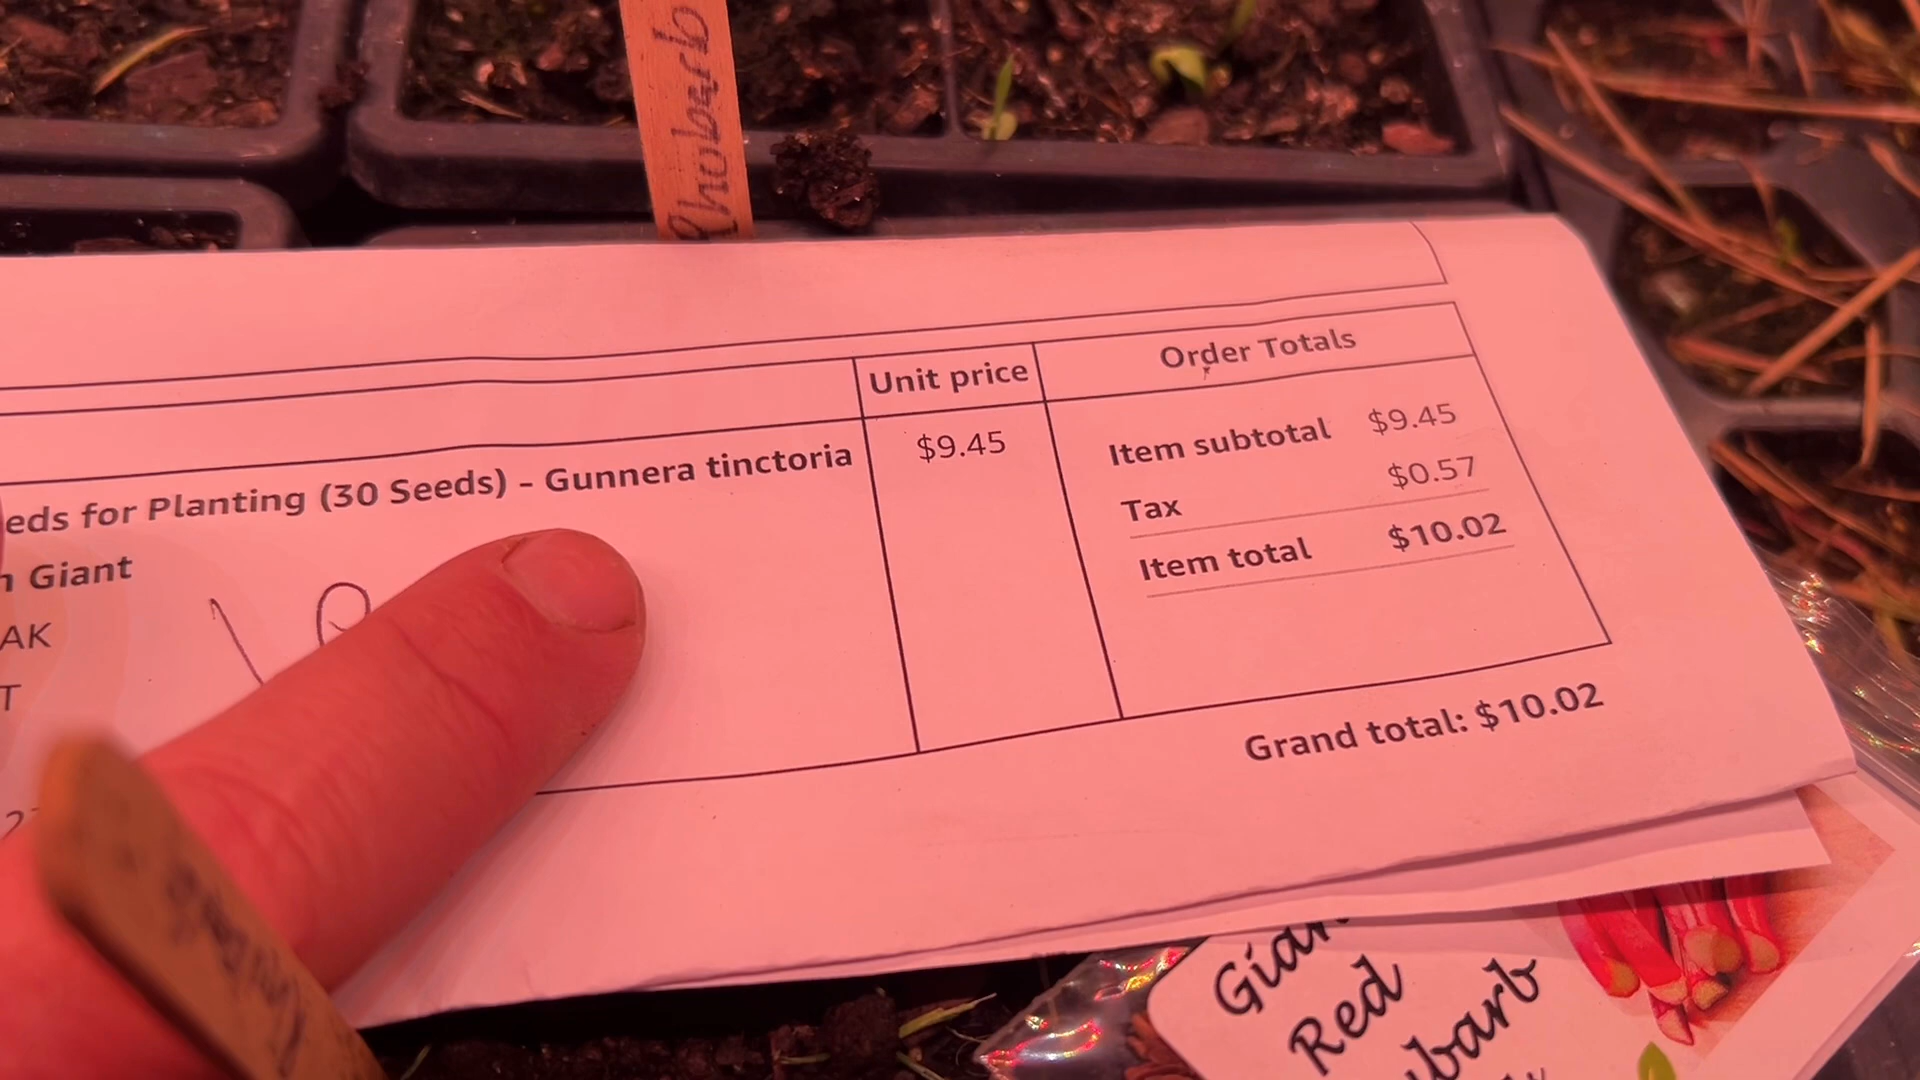 Rhubarb
Unit price
Order Totals
eds for Planting (30 Seeds) - Gunnera tinctoria
$9.45
Item subtotal $9.45
Giant
Tax $0.57
AK
Item total $10.02
T
Grand total: $10.02
Red